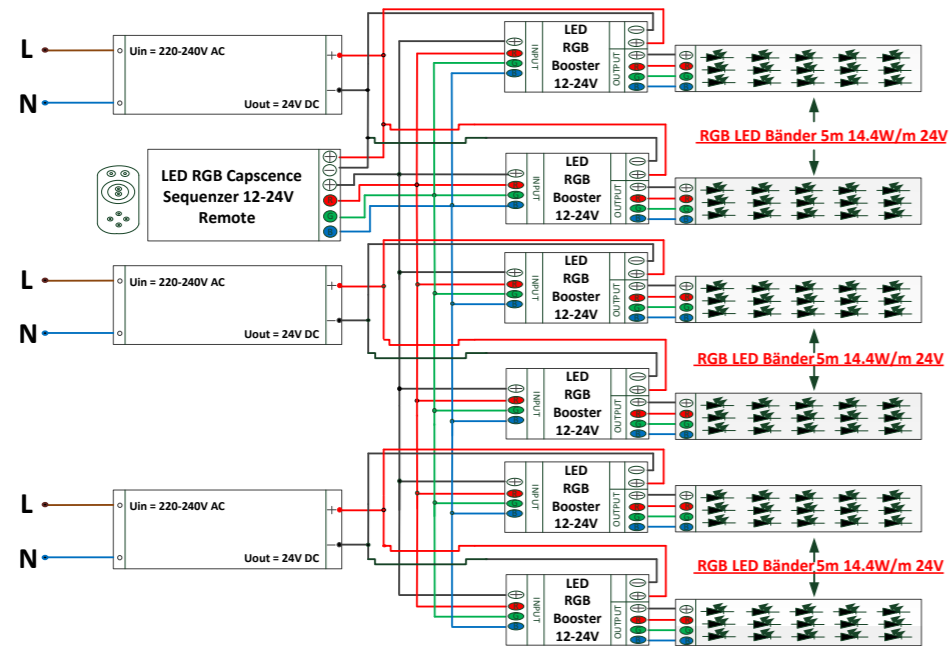 L
Uin = 220-240V AC
+
N
−
Uout = 24V DC
INPUT
R
G
B
LED
RGB
Booster
12-24V
OUTPUT
R
G
B
R
G
B
RGB LED Bänder 5m 14.4W/m 24V
LED RGB Capscence
Sequenzer 12-24V
Remote
R
G
B
INPUT
R
G
B
LED
RGB
Booster
12-24V
OUTPUT
R
G
B
R
G
B
L
Uin = 220-240V AC
+
N
−
Uout = 24V DC
INPUT
R
G
B
LED
RGB
Booster
12-24V
OUTPUT
R
G
B
R
G
B
RGB LED Bänder 5m 14.4W/m 24V
INPUT
R
G
B
LED
RGB
Booster
12-24V
OUTPUT
R
G
B
R
G
B
L
Uin = 220-240V AC
+
N
−
Uout = 24V DC
INPUT
R
G
B
LED
RGB
Booster
12-24V
OUTPUT
R
G
B
R
G
B
RGB LED Bänder 5m 14.4W/m 24V
INPUT
R
G
B
LED
RGB
Booster
12-24V
OUTPUT
R
G
B
R
G
B